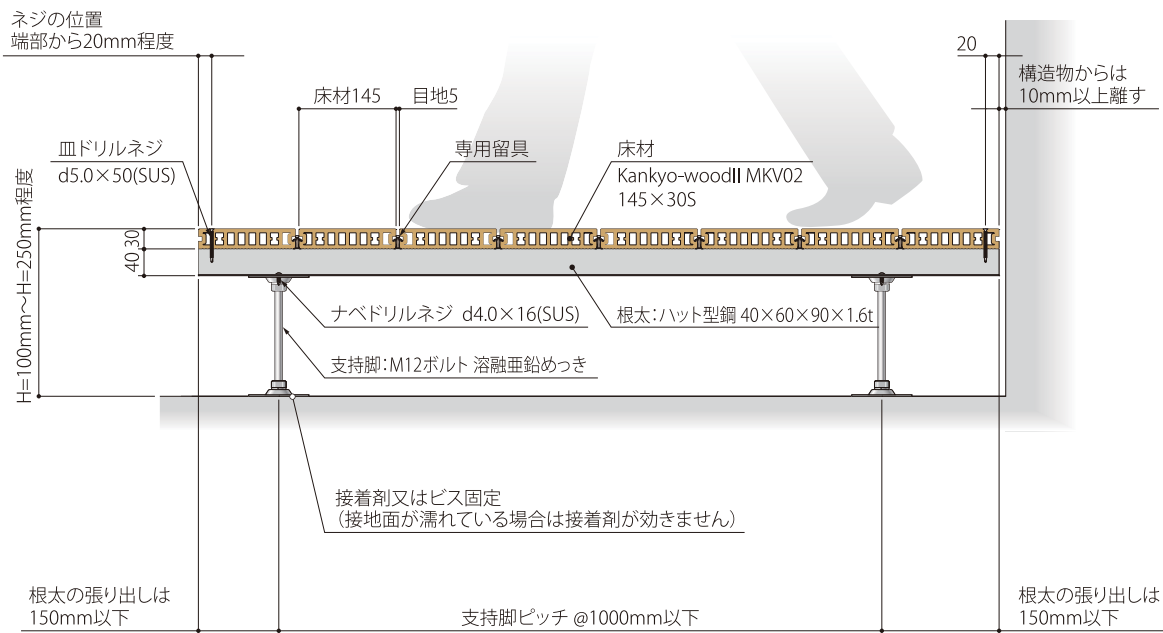 ネジの位置
端部から20mm程度
20
構造物からは
10mm以上離す
床材145
目地5
皿ドリルネジ
d5.0×50(SUS)
専用留具
床材
Kankyo-woodⅡ MKV02
145×30S
H=100mm〜H=250mm程度
30
40
ナベドリルネジ d4.0×16(SUS)
根太：ハット型鋼 40×60×90×1.6t
支持脚：M12ボルト 溶融亜鉛めっき
接着剤又はビス固定
（接地面が濡れている場合は接着剤が効きません）
根太の張り出しは
150mm以下
支持脚ピッチ @1000mm以下
根太の張り出しは
150mm以下